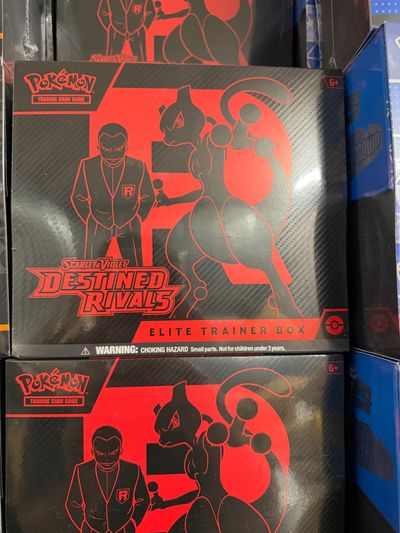 Pokémon
TRADING CARD GAME
6+
R
SCARLET & VIOLET
DESTINED
RIVALS
ELITE TRAINER BOX
WARNING: CHOKING HAZARD Small parts. Not for children under 3 years.
Pokémon
TRADING CARD GAME
6+
R